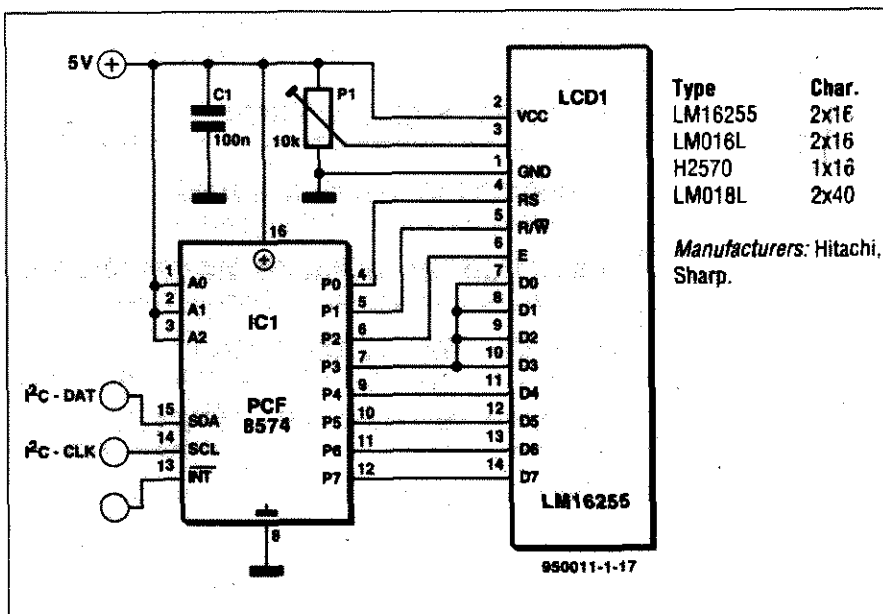 5V
C1
100n
P1
10k
LCD1
2 VCC
3
1 GND
4 RS
5 R/W̅
6 E
7 D0
8 D1
9 D2
10 D3
11 D4
12 D5
13 D6
14 D7
LM16255
950011-1-17
16
1 A0
2 A1
3 A2
IC1
PCF
8574
P0 4
P1 5
P2 6
P3 7
P4 9
P5 10
P6 11
P7 12
I²C - DAT
15 SDA
I²C - CLK
14 SCL
13 I̅N̅T̅
8
Type Char.
LM16255 2x16
LM016L 2x16
H2570 1x16
LM018L 2x40
Manufacturers: Hitachi,
Sharp.